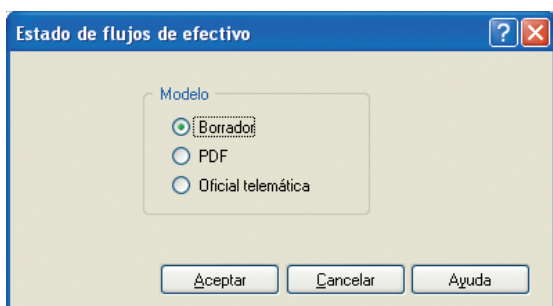 Estado de flujos de efectivo
Modelo
Borrador
PDF
Oficial telemática
Aceptar Cancelar Ayuda